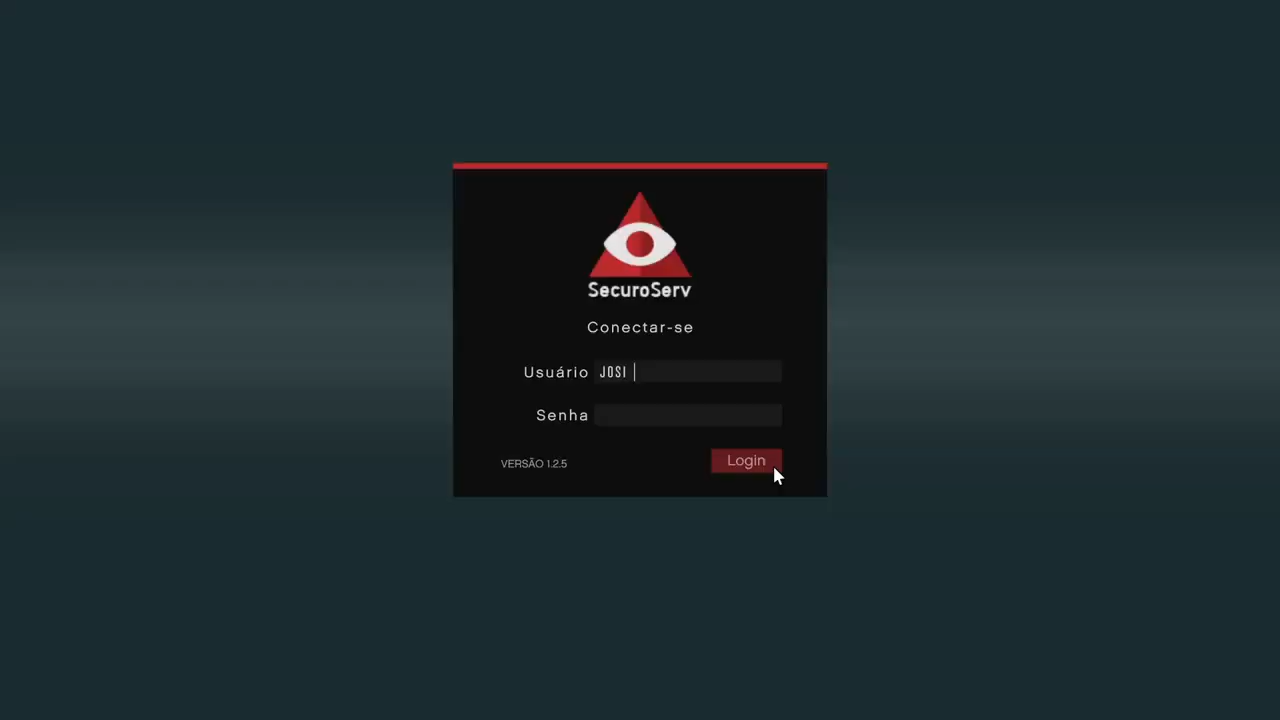 SecuroServ
Conectar-se
Usuário JOSI
Senha
VERSÃO 1.2.5 Login